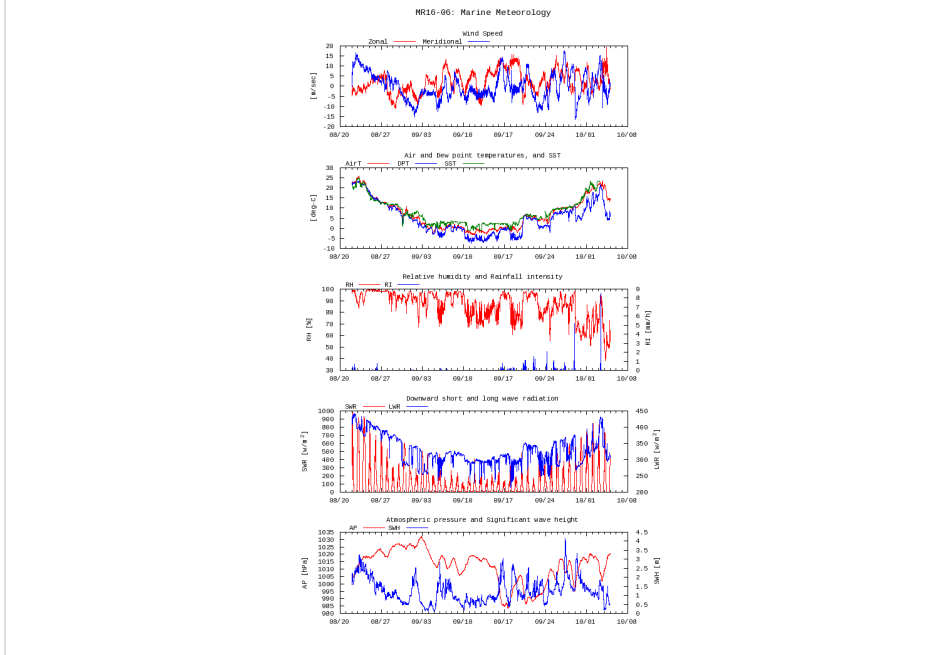 MR16-06: Marine Meteorology
Wind Speed
Zonal Meridional
20
15
10
5
0
-5
-10
-15
-20
[m/sec]
08/20 08/27 09/03 09/10 09/17 09/24 10/01 10/08
Air and Dew point temperatures, and SST
AirT DPT SST
30
25
20
15
10
5
0
-5
-10
[deg-C]
08/20 08/27 09/03 09/10 09/17 09/24 10/01 10/08
Relative humidity and Rainfall intensity
RH RI
100 9
90 8
80 7
70 6
60 5
50 4
40 3
30 2
1
0
RH [%]
RI [mm/h]
08/20 08/27 09/03 09/10 09/17 09/24 10/01 10/08
Downward short and long wave radiation
SWR LWR
1000 450
900 400
800 350
700 300
600 250
500 200
400
300
200
100
0
SWR [w/m²]
LWR [w/m²]
08/20 08/27 09/03 09/10 09/17 09/24 10/01 10/08
Atmospheric pressure and Significant wave height
AP SWH
1035 4.5
1020 4
1025 3.5
1015 3
1010 2.5
1005 2
1000 1.5
995 1
990 0.5
985 0
980
AP [hPa]
SWH [m]
08/20 08/27 09/03 09/10 09/17 09/24 10/01 10/08